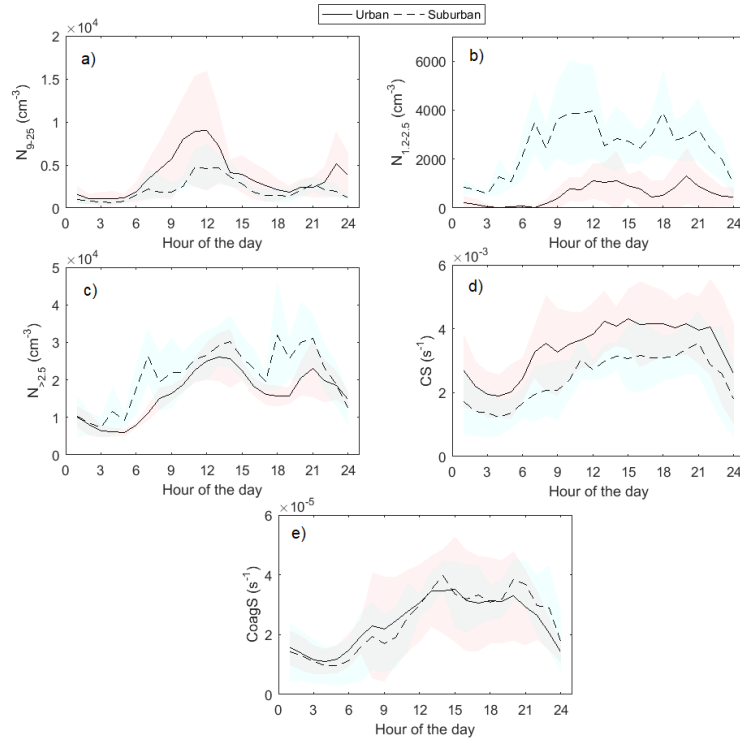 Urban Suburban
× 10⁴
a)
N₉₋₂₅ (cm⁻³)
2
1.5
1
0.5
0
0 3 6 9 12 15 18 21 24
Hour of the day
b)
N₁.₂₋₂.₅ (cm⁻³)
6000
4000
2000
0
0 3 6 9 12 15 18 21 24
Hour of the day
× 10⁴
c)
N>₂.₅ (cm⁻³)
5
4
3
2
1
0
0 3 6 9 12 15 18 21 24
Hour of the day
× 10⁻³
d)
CS (s⁻¹)
6
4
2
0
0 3 6 9 12 15 18 21 24
Hour of the day
× 10⁻⁵
e)
CoagS (s⁻¹)
6
4
2
0
0 3 6 9 12 15 18 21 24
Hour of the day